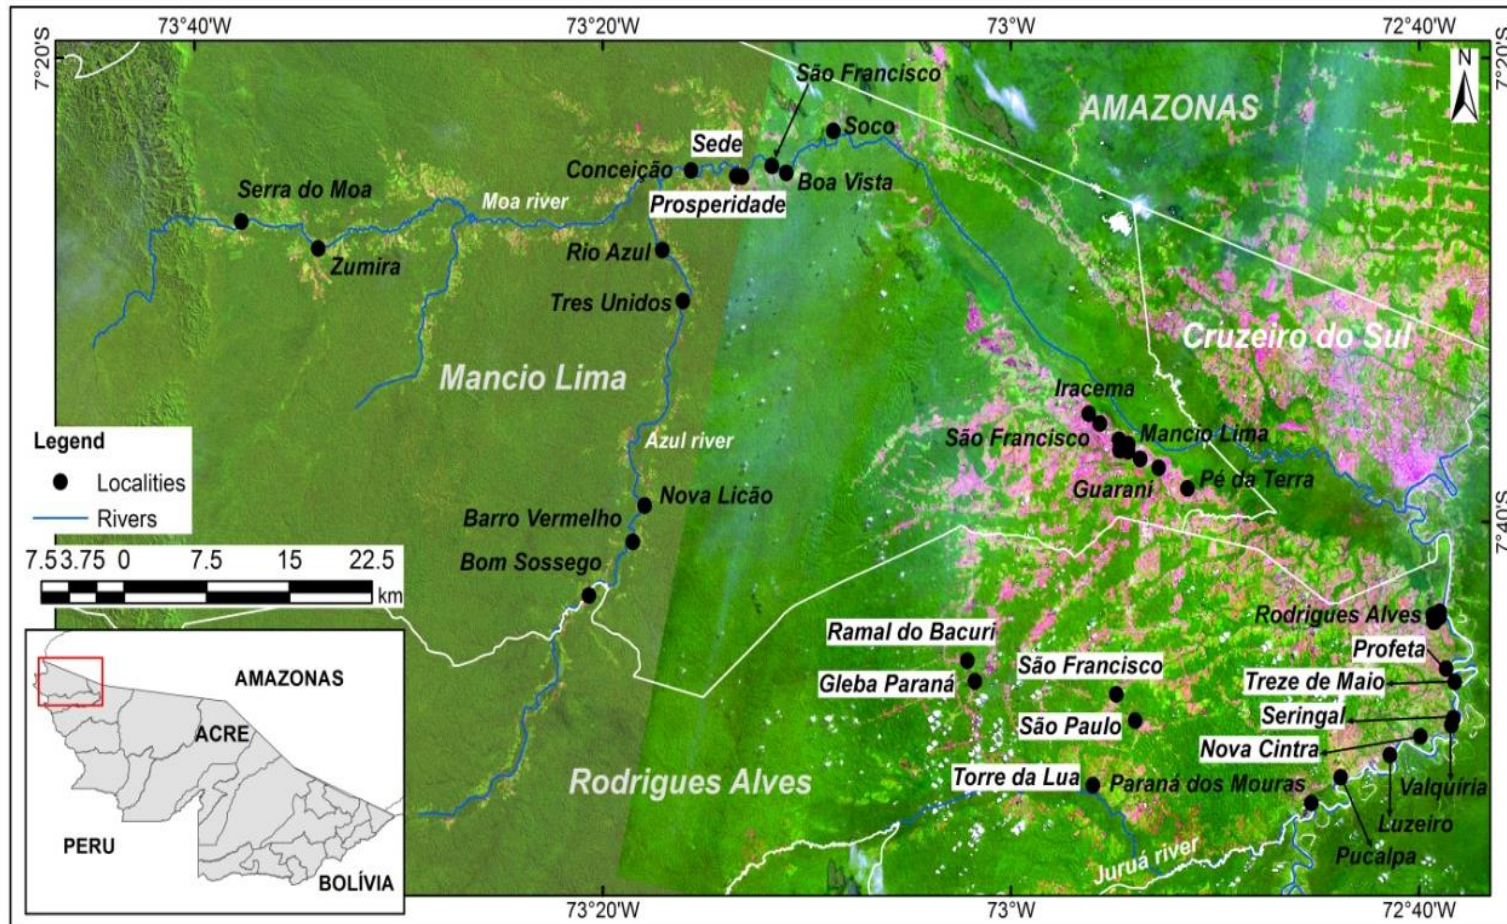 73°40'W
73°20'W
73°W
72°40'W
7°20'S
7°20'S
N
São Francisco
AMAZONAS
Soco
Sede
Conceição
Boa Vista
Serra do Moa
Moa river
Prosperidade
Zumira
Rio Azul
Tres Unidos
Cruzeiro do Sul
Mancio Lima
Iracema
Azul river
São Francisco
Mancio Lima
Legend
Localities
Rivers
Guarani
Pé da Terra
Nova Licão
Barro Vermelho
7°40'S
Bom Sossego
7.53.75 0 7.5 15 22.5
km
Rodrigues Alves
Ramal do Bacuri
Profeta
São Francisco
Gleba Paraná
Treze de Maio
Seringal
São Paulo
Nova Cintra
Torre da Lua
Paraná dos Mouras
Valquíria
Rodrigues Alves
Luzeiro
Pucalpa
Juruá river
AMAZONAS
ACRE
PERU
BOLÍVIA
73°20'W
73°W
72°40'W